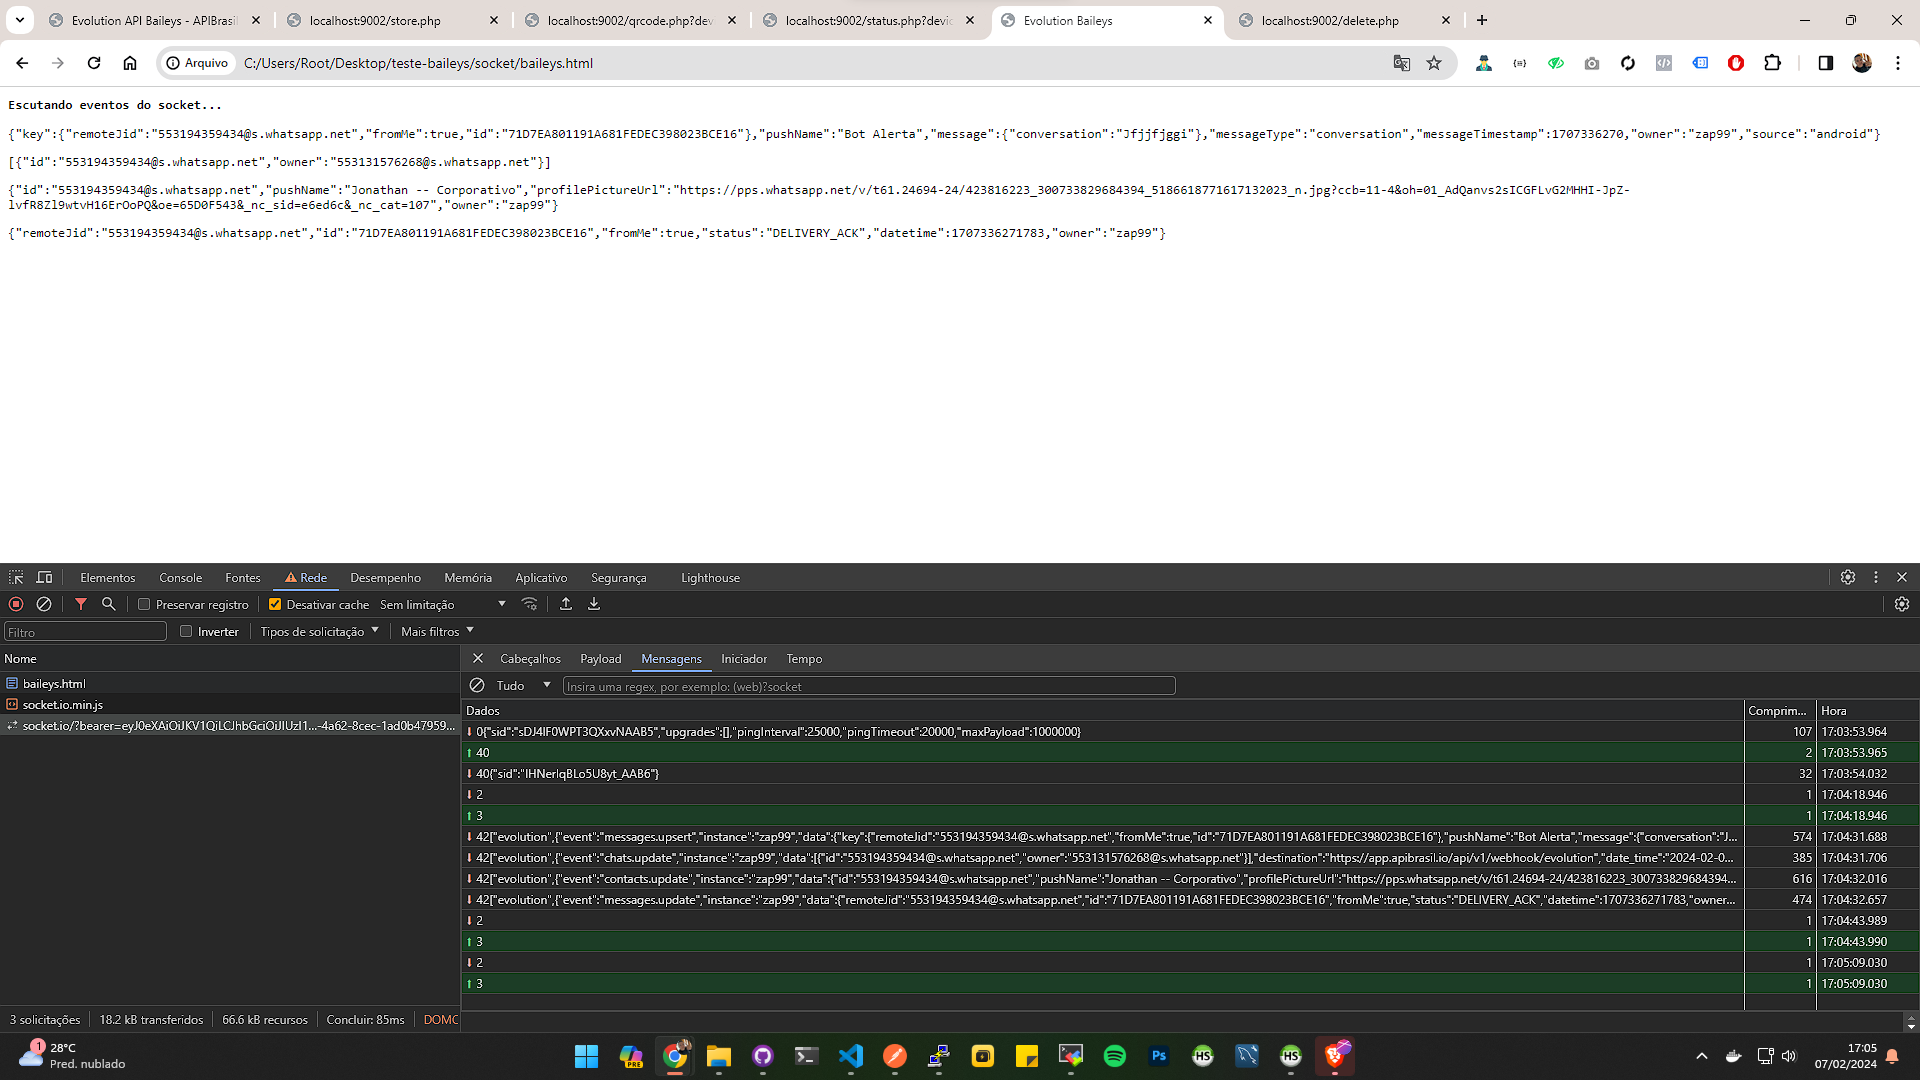 Evolution API Baileys - APIBrasil
localhost:9002/store.php
localhost:9002/qrcode.php?devi
localhost:9002/status.php?devic
Evolution Baileys
localhost:9002/delete.php
Arquivo
C:/Users/Root/Desktop/teste-baileys/socket/baileys.html
Escutando eventos do socket...
{"key":{"remoteJid":"553194359434@s.whatsapp.net","fromMe":true,"id":"71D7EA801191A681FEDEC398023BCE16"},"pushName":"Bot Alerta","message":{"conversation":"Jfjjfjggi"},"messageType":"conversation","messageTimestamp":1707336270,"owner":"zap99","source":"android"}
[{"id":"553194359434@s.whatsapp.net","owner":"553131576268@s.whatsapp.net"}]
{"id":"553194359434@s.whatsapp.net","pushName":"Jonathan -- Corporativo","profilePictureUrl":"https://pps.whatsapp.net/v/t61.24694-24/423816223_300733829684394_5186618771617132023_n.jpg?ccb=11-4&oh=01_AdQanvs2sICGFLvG2MHHI-JpZ-
lvfR8Zl9wtvH16ErOoPQ&oe=65D0F543&_nc_sid=e6ed6c&_nc_cat=107","owner":"zap99"}
{"remoteJid":"553194359434@s.whatsapp.net","id":"71D7EA801191A681FEDEC398023BCE16","fromMe":true,"status":"DELIVERY_ACK","datetime":1707336271783,"owner":"zap99"}
Elementos Console Fontes Rede Desempenho Memória Aplicativo Segurança Lighthouse
Preservar registro Desativar cache Sem limitação
Filtro Inverter Tipos de solicitação Mais filtros
Nome
baileys.html
socket.io.min.js
socket.io/?bearer=eyJ0eXAiOiJKV1QiLCJhbGciOiJIUzI1...-4a62-8cec-1ad0b47959...
Cabeçalhos Payload Mensagens Iniciador Tempo
Tudo Insira uma regex, por exemplo: (web)?socket
Dados Comprim... Hora
0{"sid":"sDJ4lF0WPT3QXxvNAAB5","upgrades":[],"pingInterval":25000,"pingTimeout":20000,"maxPayload":1000000} 107 17:03:53.964
40 2 17:03:53.965
40{"sid":"IHNerIqBLo5U8yt_AAB6"} 32 17:03:54.032
2 1 17:04:18.946
3 1 17:04:18.946
42["evolution",{"event":"messages.upsert","instance":"zap99","data":{"key":{"remoteJid":"553194359434@s.whatsapp.net","fromMe":true,"id":"71D7EA801191A681FEDEC398023BCE16"},"pushName":"Bot Alerta","message":{"conversation":"J... 574 17:04:31.688
42["evolution",{"event":"chats.update","instance":"zap99","data":[{"id":"553194359434@s.whatsapp.net","owner":"553131576268@s.whatsapp.net"}],"destination":"https://app.apibrasil.io/api/v1/webhook/evolution","date_time":"2024-02-0... 385 17:04:31.706
42["evolution",{"event":"contacts.update","instance":"zap99","data":{"id":"553194359434@s.whatsapp.net","pushName":"Jonathan -- Corporativo","profilePictureUrl":"https://pps.whatsapp.net/v/t61.24694-24/423816223_300733829684394... 616 17:04:32.016
42["evolution",{"event":"messages.update","instance":"zap99","data":{"remoteJid":"553194359434@s.whatsapp.net","id":"71D7EA801191A681FEDEC398023BCE16","fromMe":true,"status":"DELIVERY_ACK","datetime":1707336271783,"owner... 474 17:04:32.657
2 1 17:04:43.989
3 1 17:04:43.990
2 1 17:05:09.030
3 1 17:05:09.030
3 solicitações 18.2 kB transferidos 66.6 kB recursos Concluir: 85ms DOMC
1
28°C
Pred. nublado
PRE
Ps
HS
HS
17:05
07/02/2024